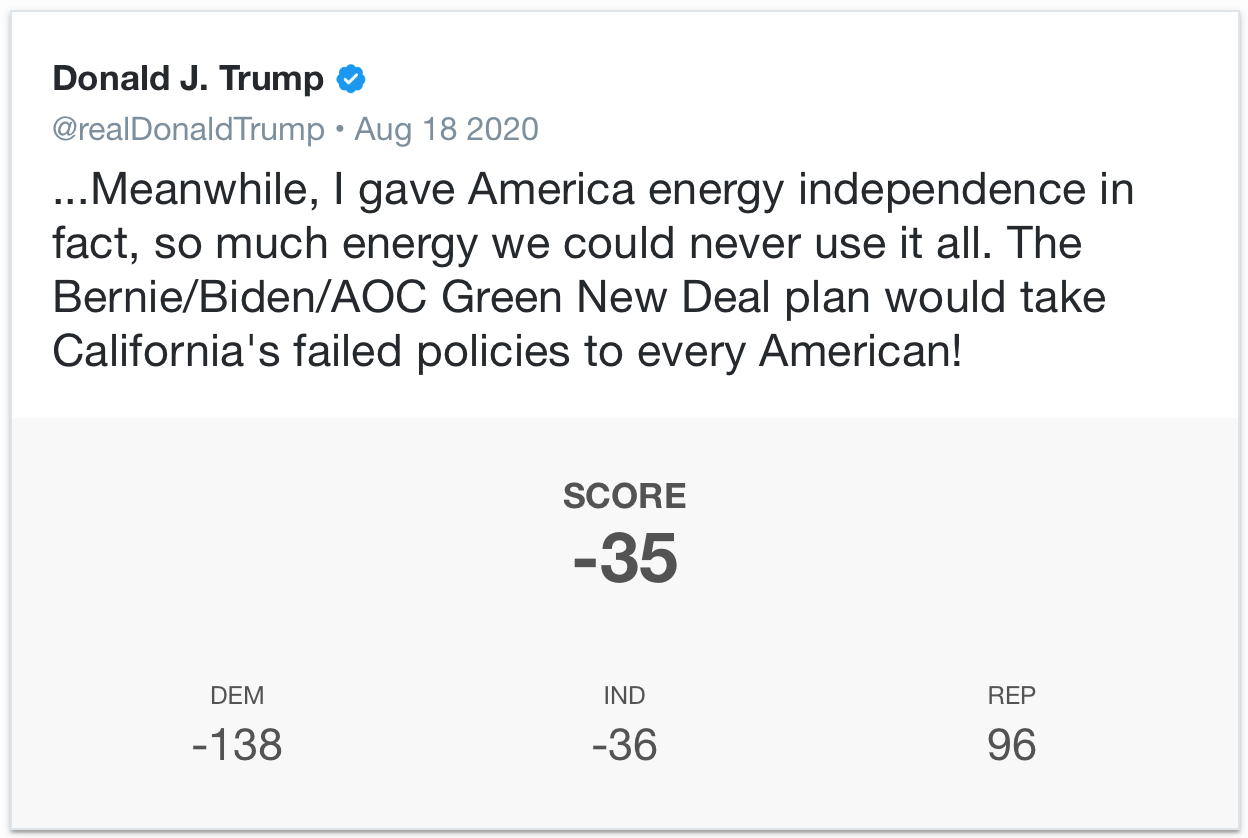 Donald J. Trump
@realDonaldTrump • Aug 18 2020
...Meanwhile, I gave America energy independence in
fact, so much energy we could never use it all. The
Bernie/Biden/AOC Green New Deal plan would take
California's failed policies to every American!
SCORE
-35
DEM IND REP
-138 -36 96